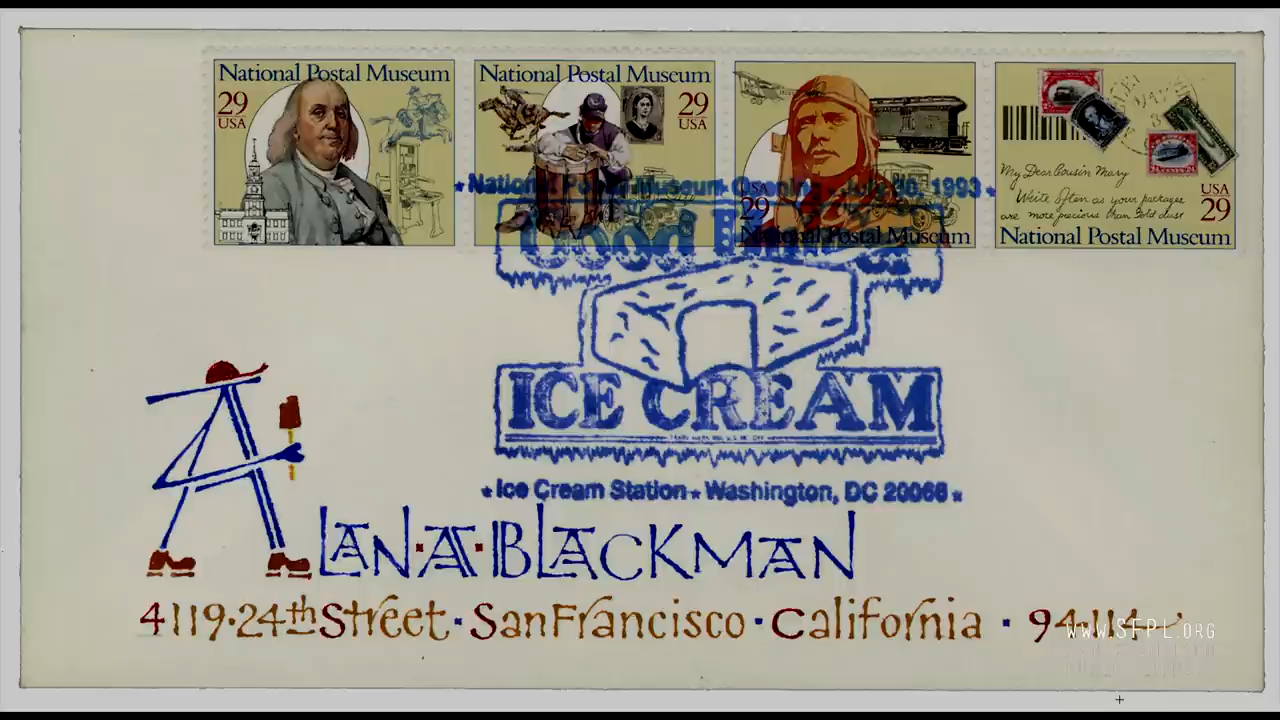 National Postal Museum
29
USA
National Postal Museum
29
USA
USA
29
National Postal Museum
My Dear Cousin Mary
Write often as your packages
are more precious than Gold dust
USA
29
National Postal Museum
National Postal Museum Opening July 30, 1993
Good Humor
ICE CREAM
Ice Cream Station ★ Washington, DC 20066
ALAN·A·BLACKMAN
4119·24th Street · San Francisco · California · 94114
WWW.SFPL.ORG